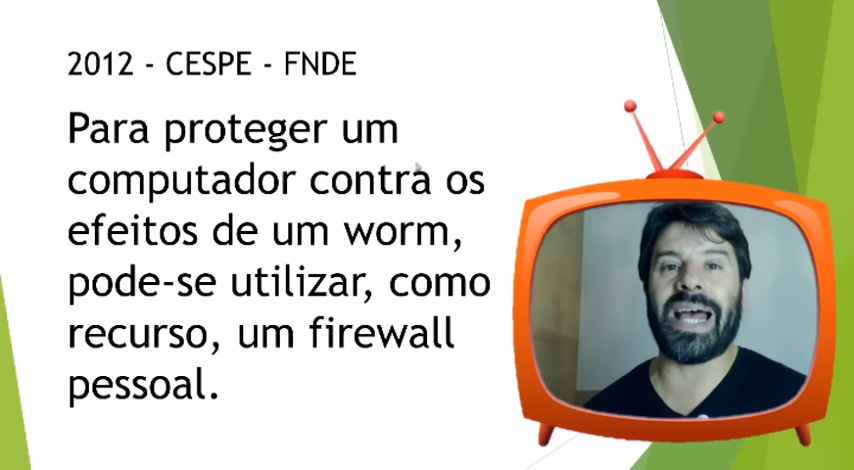 2012 - CESPE - FNDE
Para proteger um
computador contra os
efeitos de um worm,
pode-se utilizar, como
recurso, um firewall
pessoal.